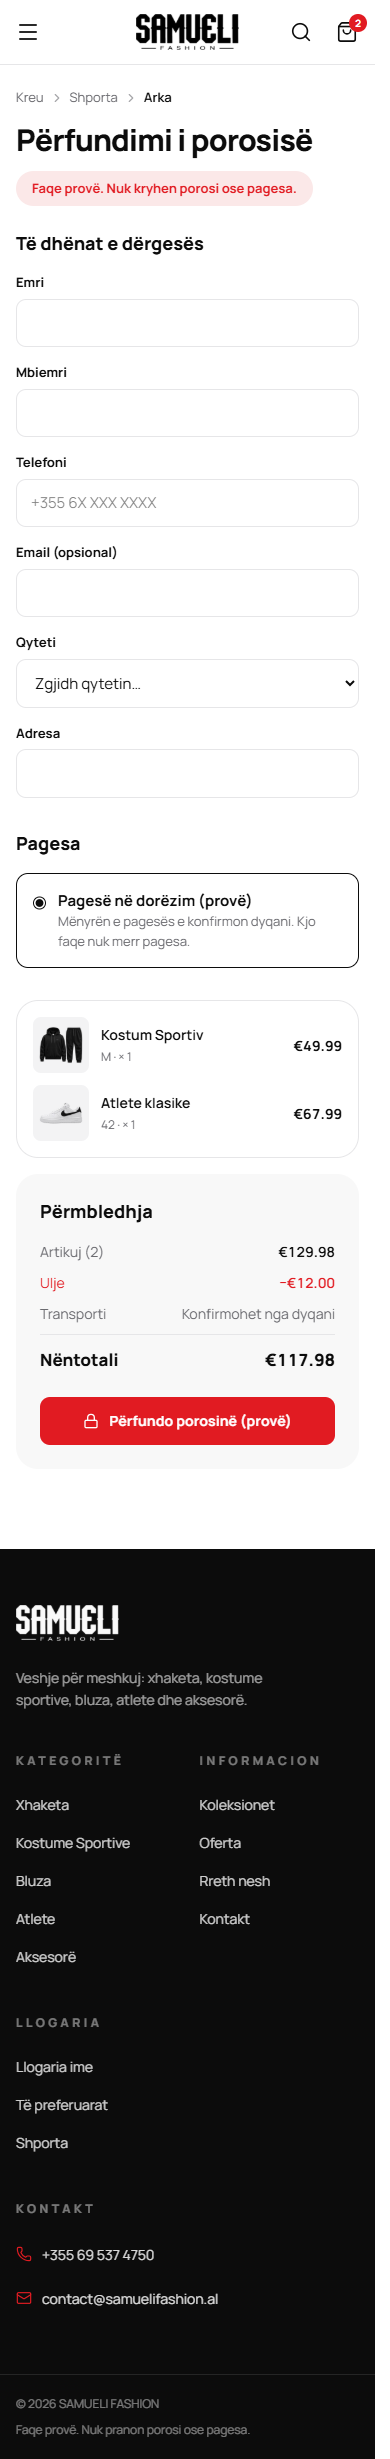 SAMUELI
FASHION
2
Kreu > Shporta > Arka
Përfundimi i porosisë
Faqe provë. Nuk kryhen porosi ose pagesa.
Të dhënat e dërgesës
Emri
Mbiemri
Telefoni
+355 6X XXX XXXX
Email (opsional)
Qyteti
Zgjidh qytetin...
Adresa
Pagesa
Pagesë në dorëzim (provë)
Mënyrën e pagesës e konfirmon dyqani. Kjo
faqe nuk merr pagesa.
Kostum Sportiv
M · × 1
€49.99
Atlete klasike
42 · × 1
€67.99
Përmbledhja
Artikuj (2) €129.98
Ulje −€12.00
Transporti Konfirmohet nga dyqani
Nëntotali €117.98
Përfundo porosinë (provë)
SAMUELI
FASHION
Veshje për meshkuj: xhaketa, kostume
sportive, bluza, atlete dhe aksesorë.
KATEGORITË
Xhaketa
Kostume Sportive
Bluza
Atlete
Aksesorë
INFORMACION
Koleksionet
Oferta
Rreth nesh
Kontakt
LLOGARIA
Llogaria ime
Të preferuarat
Shporta
KONTAKT
+355 69 537 4750
contact@samuelifashion.al
© 2026 SAMUELI FASHION
Faqe provë. Nuk pranon porosi ose pagesa.